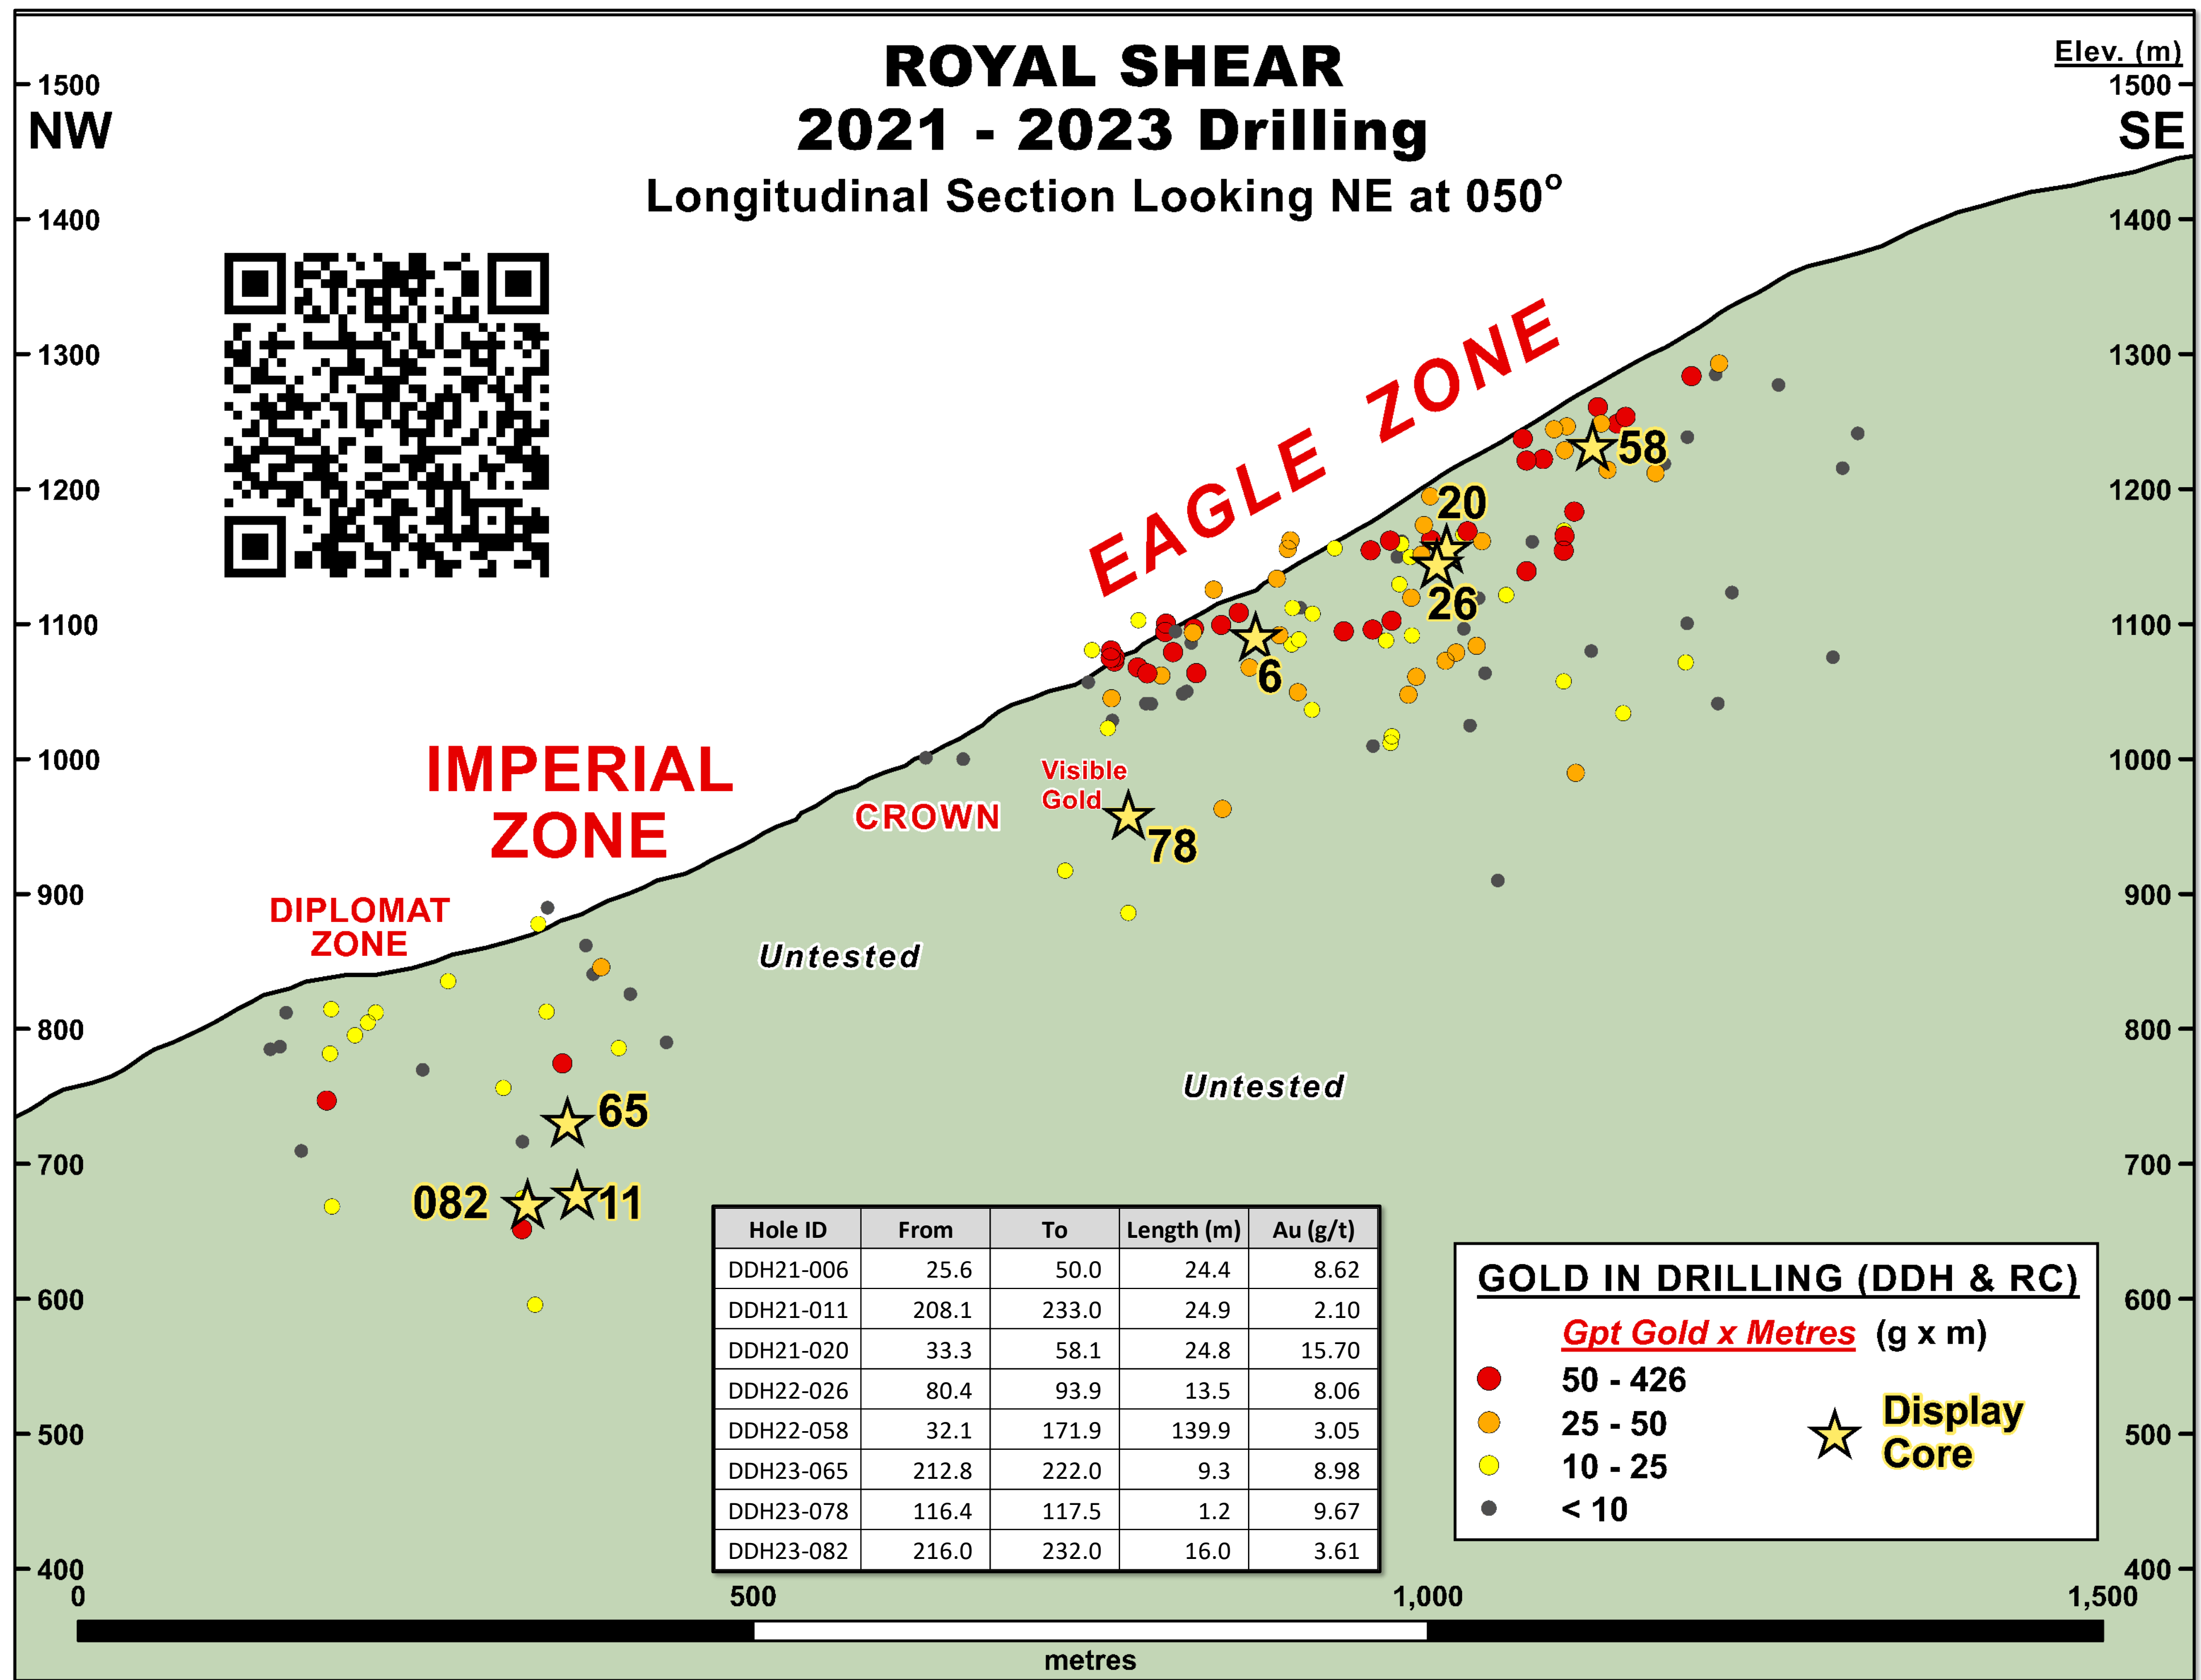 ROYAL SHEAR
2021 - 2023 Drilling
Longitudinal Section Looking NE at 050°
Elev. (m)
1500
1500
NW
SE
1400
1400
1300
1300
1200
1200
1100
1100
1000
1000
900
900
800
800
700
700
600
600
500
500
400
400
EAGLE ZONE
58
20
26
6
Visible
Gold
78
IMPERIAL
ZONE
CROWN
DIPLOMAT
ZONE
Untested
Untested
65
082
11
Hole ID From To Length (m) Au (g/t)
DDH21-006 25.6 50.0 24.4 8.62
DDH21-011 208.1 233.0 24.9 2.10
DDH21-020 33.3 58.1 24.8 15.70
DDH22-026 80.4 93.9 13.5 8.06
DDH22-058 32.1 171.9 139.9 3.05
DDH23-065 212.8 222.0 9.3 8.98
DDH23-078 116.4 117.5 1.2 9.67
DDH23-082 216.0 232.0 16.0 3.61
GOLD IN DRILLING (DDH & RC)
Gpt Gold x Metres (g x m)
50 - 426
25 - 50
10 - 25
< 10
Display
Core
0 500 1,000 1,500
metres